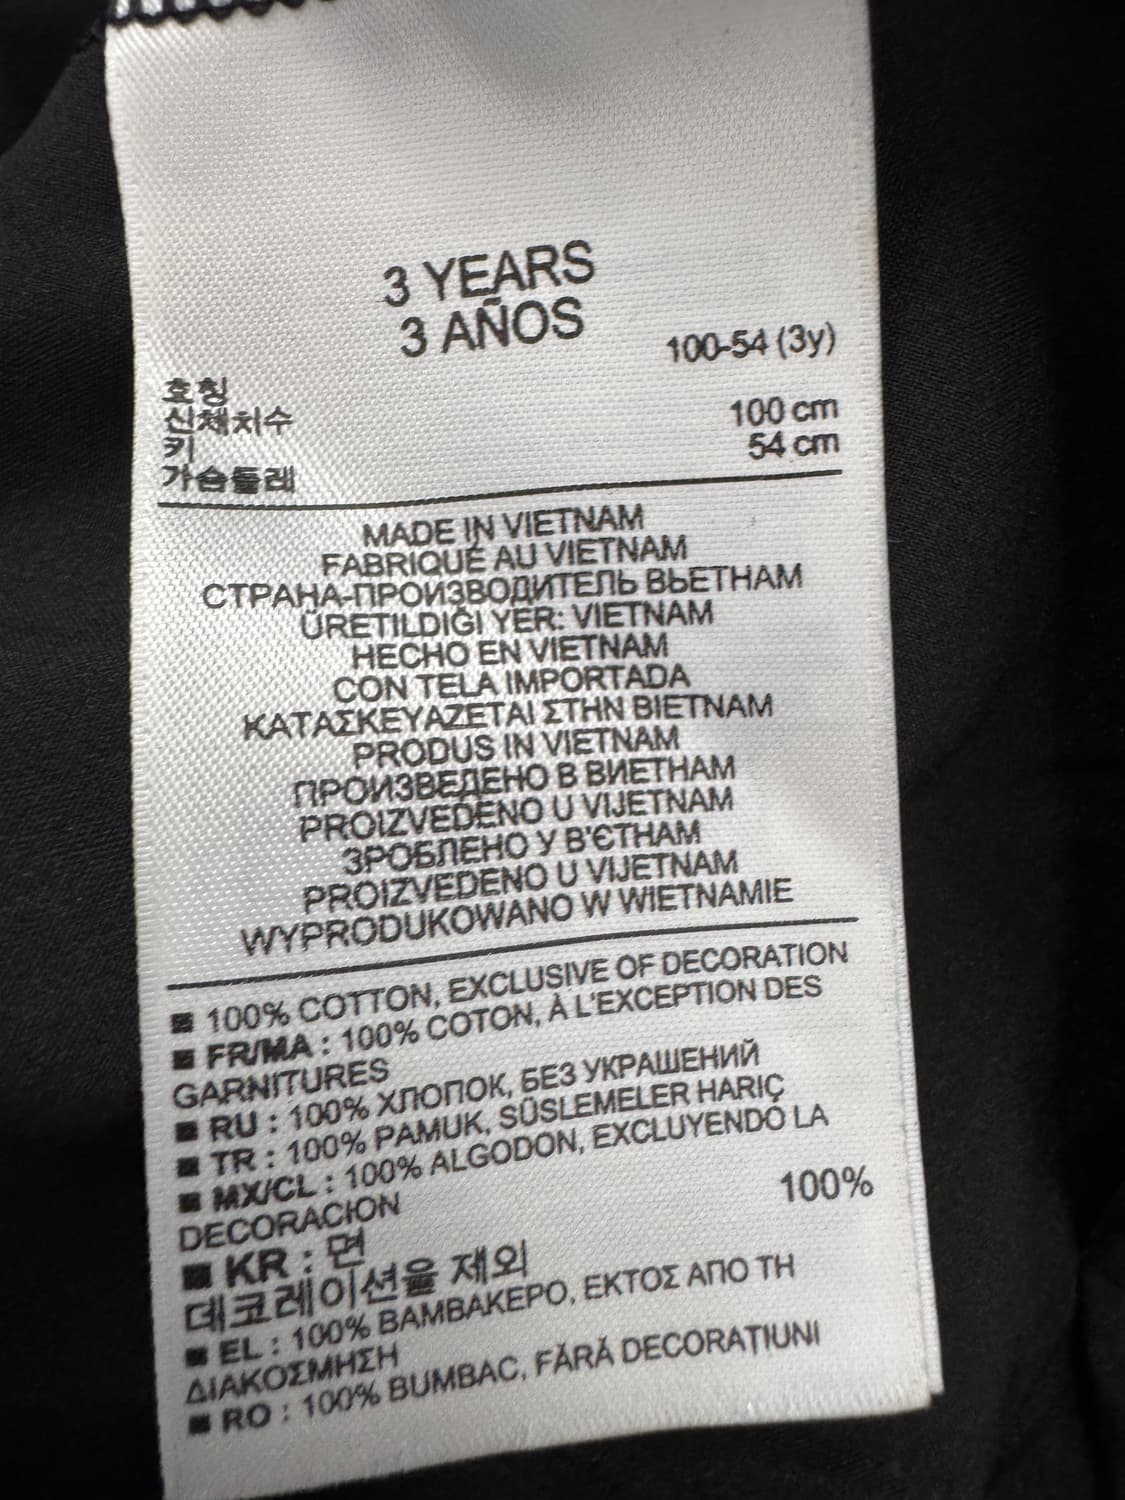 3 YEARS
3 AÑOS
호칭 100-54 (3y)
신체치수
키 100 cm
가슴둘레 54 cm
MADE IN VIETNAM
FABRIQUÉ AU VIETNAM
СТРАНА-ПРОИЗВОДИТЕЛЬ ВЬЕТНАМ
ÜRETILDIĞI YER: VIETNAM
HECHO EN VIETNAM
CON TELA IMPORTADA
ΚΑΤΑΣΚΕΥΑΖΕΤΑΙ ΣΤΗΝ ΒΙΕΤΝΑΜ
PRODUS IN VIETNAM
ПРОИЗВЕДЕНО В ВИЕТНАМ
PROIZVEDENO U VIJETNAM
ЗРОБЛЕНО У В'ЄТНАМ
PROIZVEDENO U VIJETNAM
WYPRODUKOWANO W WIETNAMIE
■ 100% COTTON, EXCLUSIVE OF DECORATION
■ FR/MA : 100% COTON, À L'EXCEPTION DES
GARNITURES
■ RU : 100% ХЛОПОК, БЕЗ УКРАШЕНИЙ
■ TR : 100% PAMUK, SÜSLEMELER HARIÇ
■ MX/CL : 100% ALGODON, EXCLUYENDO LA
DECORACION
■ KR : 면 100%
데코레이션을 제외
■ EL : 100% ΒΑΜΒΑΚΕΡΟ, ΕΚΤΟΣ ΑΠΟ ΤΗ
ΔΙΑΚΟΣΜΗΣΗ
■ RO : 100% BUMBAC, FĂRĂ DECORAȚIUNI